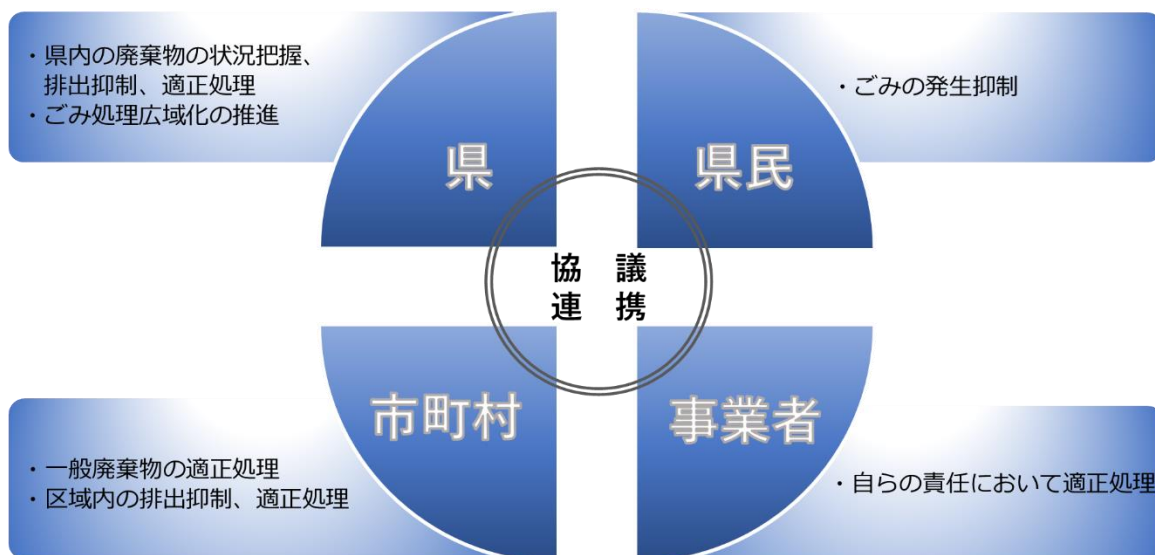 ・県内の廃棄物の状況把握、
排出抑制、適正処理
・ごみ処理広域化の推進
県
県民
・ごみの発生抑制
協　議
連　携
市町村
・一般廃棄物の適正処理
・区域内の排出抑制、適正処理
事業者
・自らの責任において適正処理